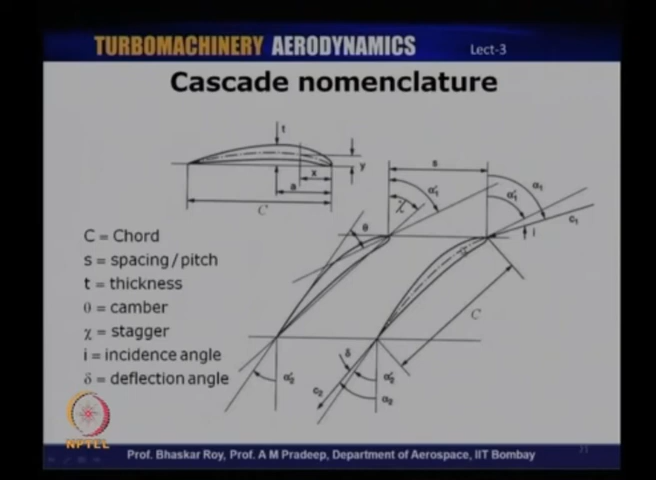 TURBOMACHINERY AERODYNAMICS
Lect-3
Cascade nomenclature
t
y
x
a
C
s
α'₁
χ
α'₁
α₁
c₁
i
θ
C = Chord
s = spacing/pitch
t = thickness
θ = camber
χ = stagger
i = incidence angle
δ = deflection angle
C
δ
α'₂
α'₂
c₂
α₂
NPTEL
Prof. Bhaskar Roy, Prof. A M Pradeep, Department of Aerospace, IIT Bombay